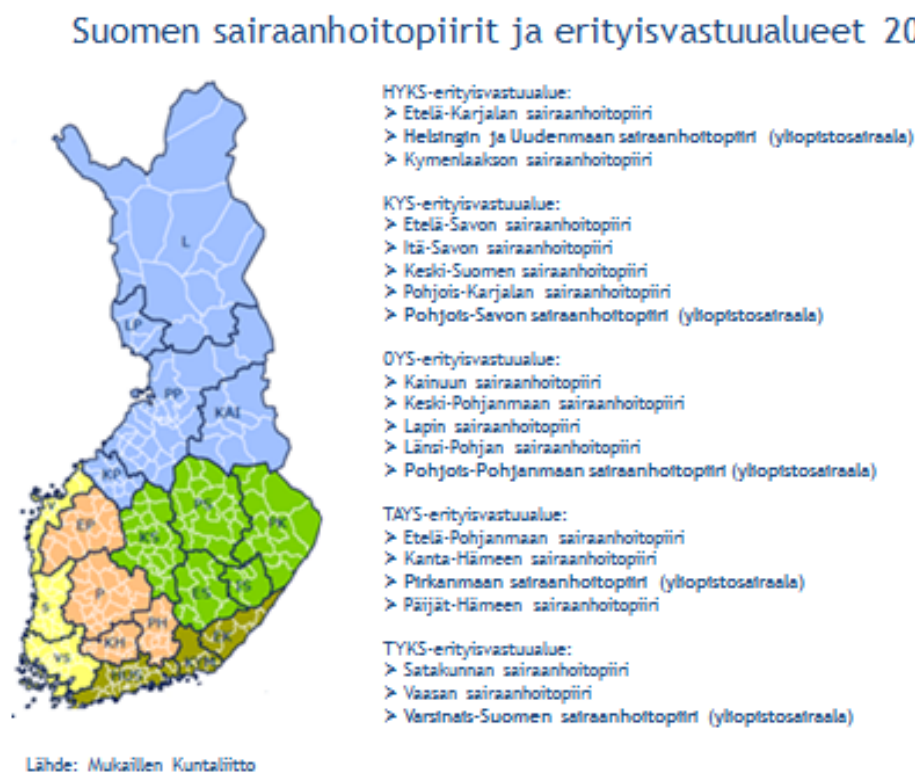 Suomen sairaanhoitopiirit ja erityisvastuualueet 20
HYKS-erityisvastuualue:
➤ Etelä-Karjalan sairaanhoitopiiri
➤ Helsingin ja Uudenmaan sairaanhoitopiiri (yliopistosairaala)
➤ Kymenlaakson sairaanhoitopiiri
KYS-erityisvastuualue:
➤ Etelä-Savon sairaanhoitopiiri
➤ Itä-Savon sairaanhoitopiiri
➤ Keski-Suomen sairaanhoitopiiri
➤ Pohjois-Karjalan sairaanhoitopiiri
➤ Pohjois-Savon sairaanhoitopiiri (yliopistosairaala)
OYS-erityisvastuualue:
➤ Kainuun sairaanhoitopiiri
➤ Keski-Pohjanmaan sairaanhoitopiiri
➤ Lapin sairaanhoitopiiri
➤ Länsi-Pohjan sairaanhoitopiiri
➤ Pohjois-Pohjanmaan sairaanhoitopiiri (yliopistosairaala)
TAYS-erityisvastuualue:
➤ Etelä-Pohjanmaan sairaanhoitopiiri
➤ Kanta-Hämeen sairaanhoitopiiri
➤ Pirkanmaan sairaanhoitopiiri (yliopistosairaala)
➤ Päijät-Hämeen sairaanhoitopiiri
TYKS-erityisvastuualue:
➤ Satakunnan sairaanhoitopiiri
➤ Vaasan sairaanhoitopiiri
➤ Varsinais-Suomen sairaanhoitopiiri (yliopistosairaala)
L
LP
PP
KAI
KP
V
EP
KS
PS
PK
S
P
ES
IS
VS
KH
PH
EK
HUS
Lähde: Mukaillen Kuntaliitto